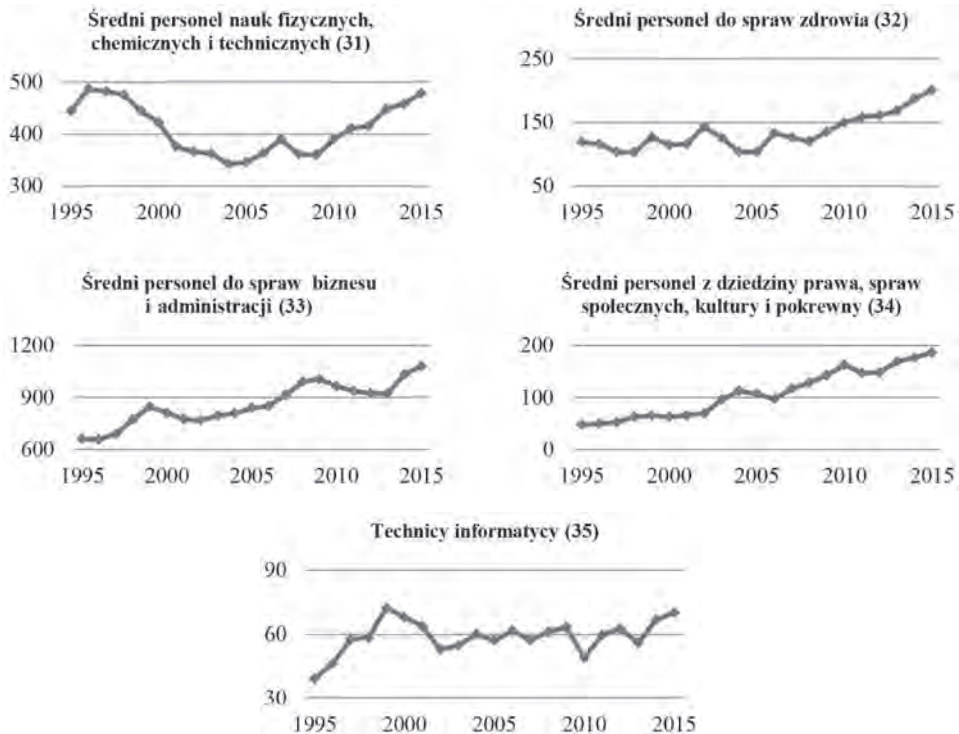 Średni personel nauk fizycznych,
chemicznych i technicznych (31)
500
400
300
1995 2000 2005 2010 2015
Średni personel do spraw zdrowia (32)
250
150
50
1995 2000 2005 2010 2015
Średni personel do spraw biznesu
i administracji (33)
1200
900
600
1995 2000 2005 2010 2015
Średni personel z dziedziny prawa, spraw
społecznych, kultury i pokrewny (34)
200
100
0
1995 2000 2005 2010 2015
Technicy informatycy (35)
90
60
30
1995 2000 2005 2010 2015